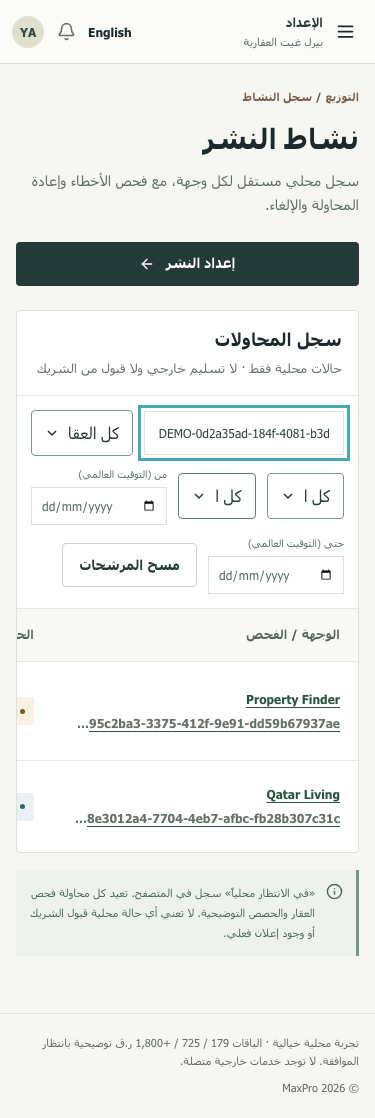 الإعداد
بيرل غيت العقارية
English
YA
التوزيع / سجل النشاط
نشاط النشر
سجل محلي مستقل لكل وجهة، مع فحص الأخطاء وإعادة
المحاولة والإلغاء.
إعداد النشر
سجل المحاولات
حالات محلية فقط · لا تسليم خارجي ولا قبول من الشريك
DEMO-0d2a35ad-184f-4081-b3d
كل العقا
كل ا
كل ا
من (التوقيت العالمي)
dd/mm/yyyy
حتى (التوقيت العالمي)
dd/mm/yyyy
مسح المرشحات
الوجهة / الفحص
الح
Property Finder
95c2ba3-3375-412f-9e91-dd59b67937ae...
Qatar Living
8e3012a4-7704-4eb7-afbc-fb28b307c31c...
«في الانتظار محلياً» سجل في المتصفح. تعيد كل محاولة فحص
العقار والحصص التوضيحية. لا تعني أي حالة محلية قبول الشريك
أو وجود إعلان فعلي.
تجربة محلية خيالية · الباقات 179 / 725 / +1,800 ر.ق توضيحية بانتظار
الموافقة. لا توجد خدمات خارجية متصلة.
© 2026 MaxPro